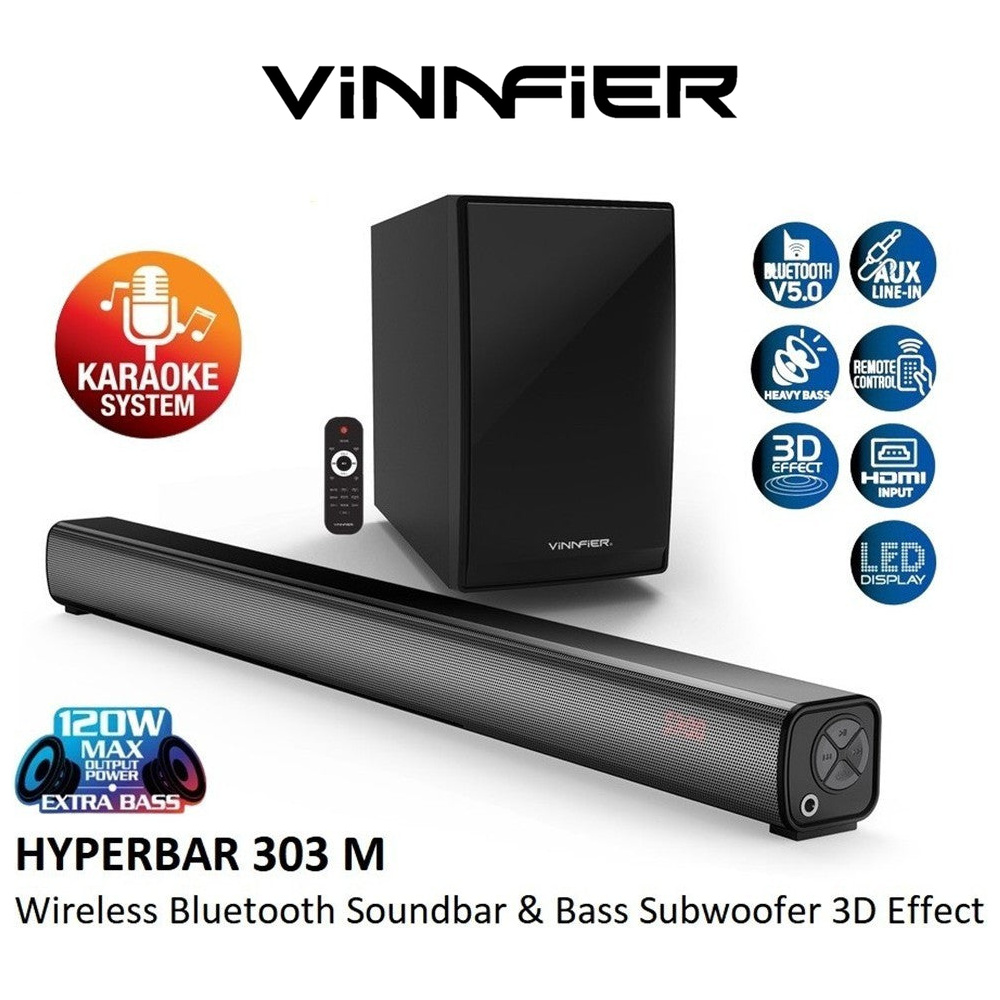 ViNNFiER
KARAOKE
SYSTEM
BLUETOOTH
V5.0
AUX
LINE-IN
HEAVY BASS
REMOTE
CONTROL
3D
EFFECT
HDMI
INPUT
LED
DISPLAY
ViNNFiER
120W
MAX
OUTPUT
POWER
EXTRA BASS
HYPERBAR 303 M
Wireless Bluetooth Soundbar & Bass Subwoofer 3D Effect